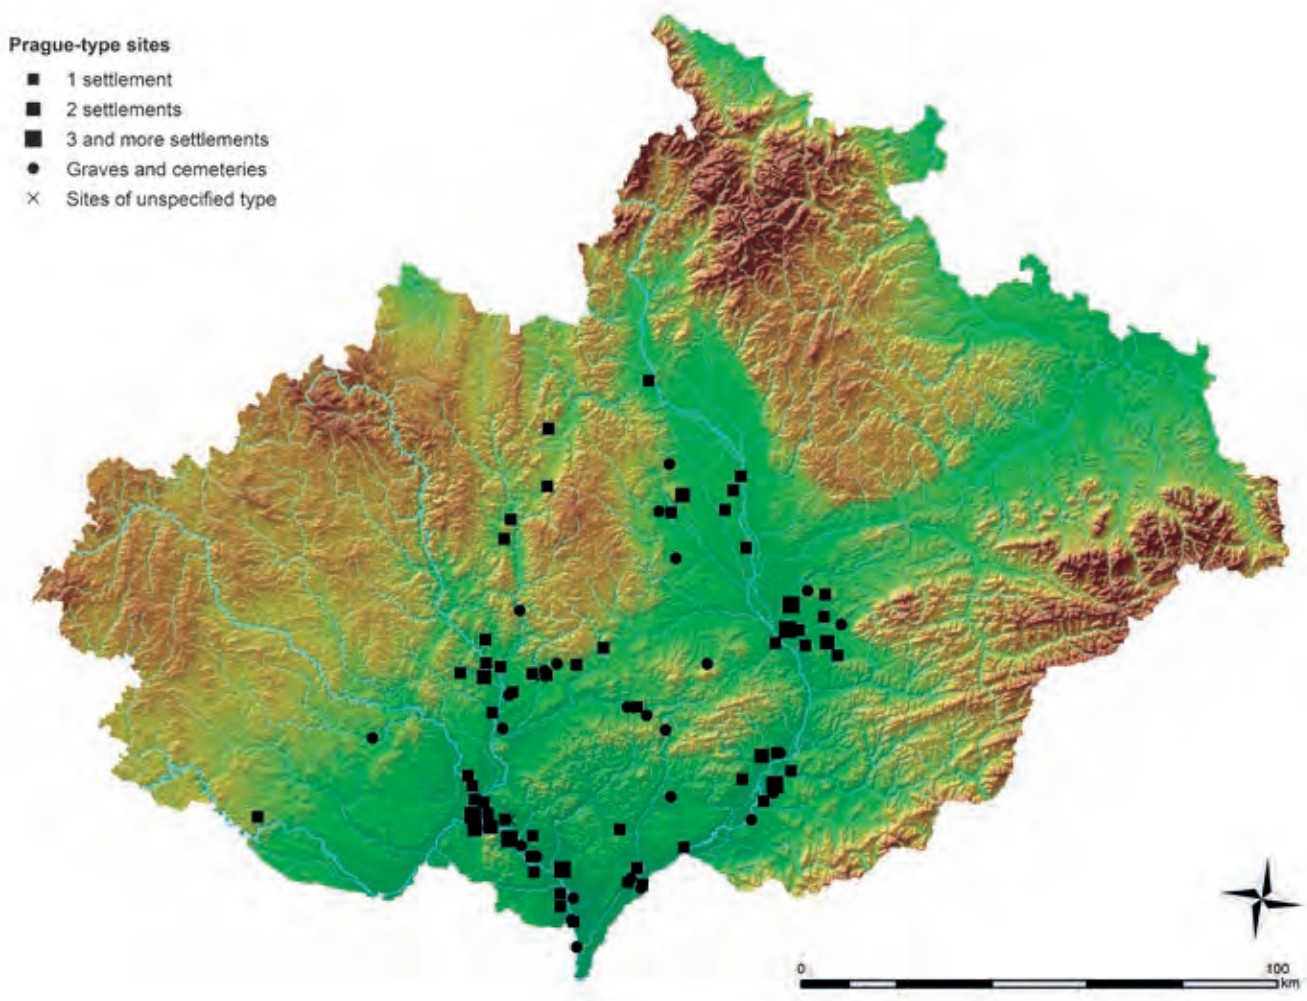 Prague-type sites
1 settlement
2 settlements
3 and more settlements
Graves and cemeteries
Sites of unspecified type
0 100
km